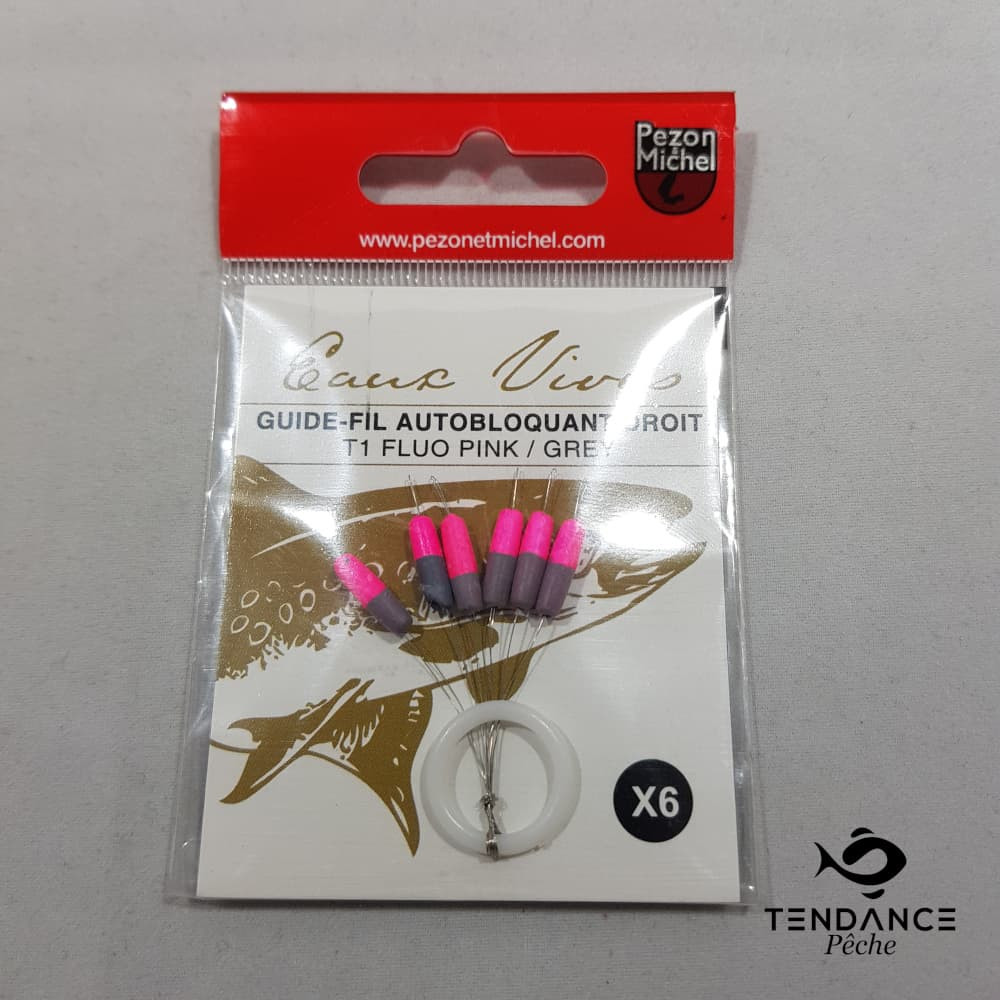 Pezon
& Michel
www.pezonetmichel.com
Eaux Vives
GUIDE-FIL AUTOBLOQUANT DROIT
T1 FLUO PINK / GREY
X6
TENDANCE
Pêche